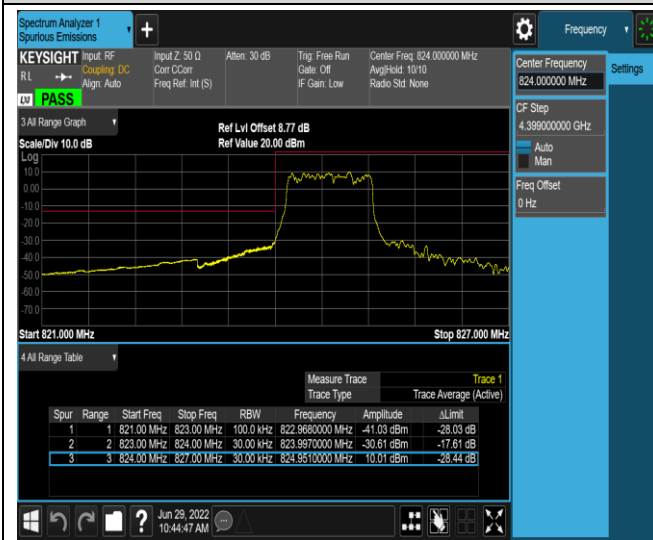 Spectrum Analyzer 1
Spurious Emissions
+
Frequency
KEYSIGHT
RL
LXI
PASS
Input: RF
Coupling: DC
Align: Auto
Input Z: 50 Ω
Corr CCorr
Freq Ref: Int (S)
Atten: 30 dB
Trig: Free Run
Gate: Off
IF Gain: Low
Center Freq: 824.000000 MHz
Avg|Hold: 10/10
Radio Std: None
Center Frequency
824.000000 MHz
Settings
CF Step
4.399000000 GHz
Auto
Man
Freq Offset
0 Hz
3 All Range Graph
Scale/Div 10.0 dB
Ref Lvl Offset 8.77 dB
Ref Value 20.00 dBm
Log
10.0
0.00
-10.0
-20.0
-30.0
-40.0
-50.0
-60.0
-70.0
Start 821.000 MHz
Stop 827.000 MHz
4 All Range Table
Measure Trace Trace 1
Trace Type Trace Average (Active)
Spur Range Start Freq Stop Freq RBW Frequency Amplitude ΔLimit
1 1 821.00 MHz 823.00 MHz 100.0 kHz 822.9680000 MHz -41.03 dBm -28.03 dB
2 2 823.00 MHz 824.00 MHz 30.00 kHz 823.9970000 MHz -30.61 dBm -17.61 dB
3 3 824.00 MHz 827.00 MHz 30.00 kHz 824.9510000 MHz 10.01 dBm -28.44 dB
?
Jun 29, 2022
10:44:47 AM